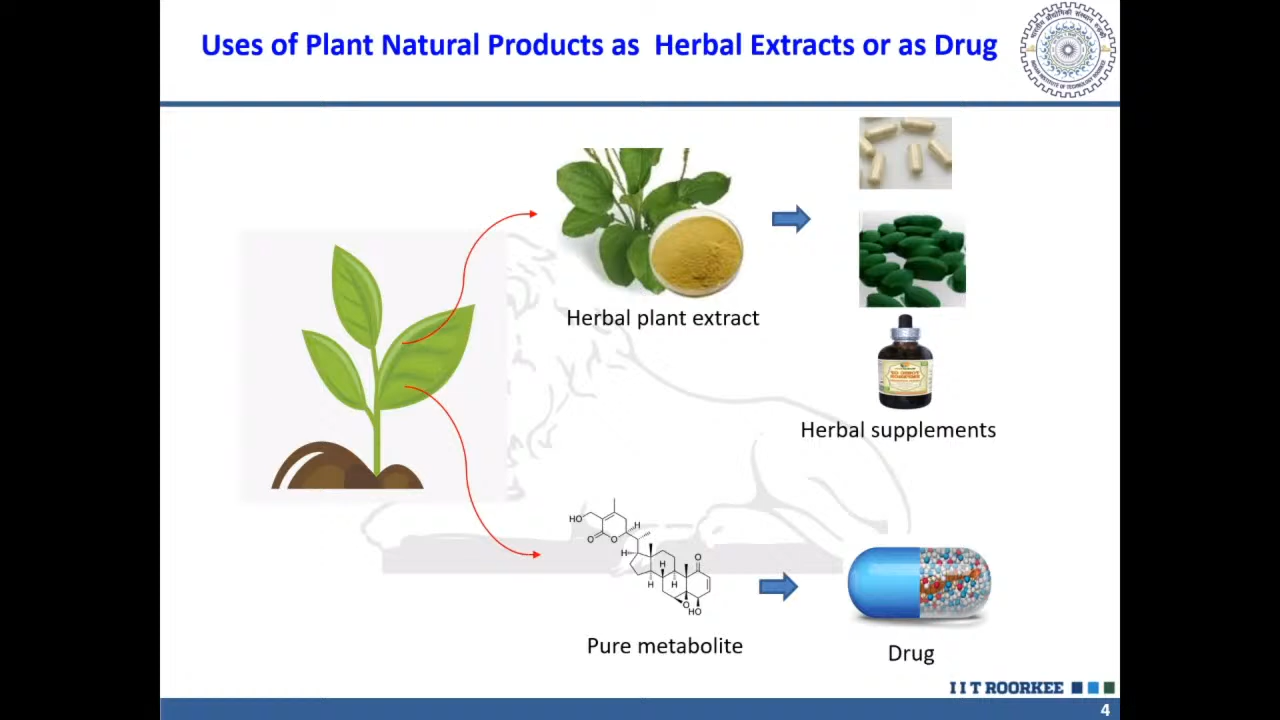 Uses of Plant Natural Products as Herbal Extracts or as Drug
Herbal plant extract
Herbal supplements
HO
O
O
H
H
H
H
H
O
O
HO
Pure metabolite
Drug
I I T ROORKEE
4